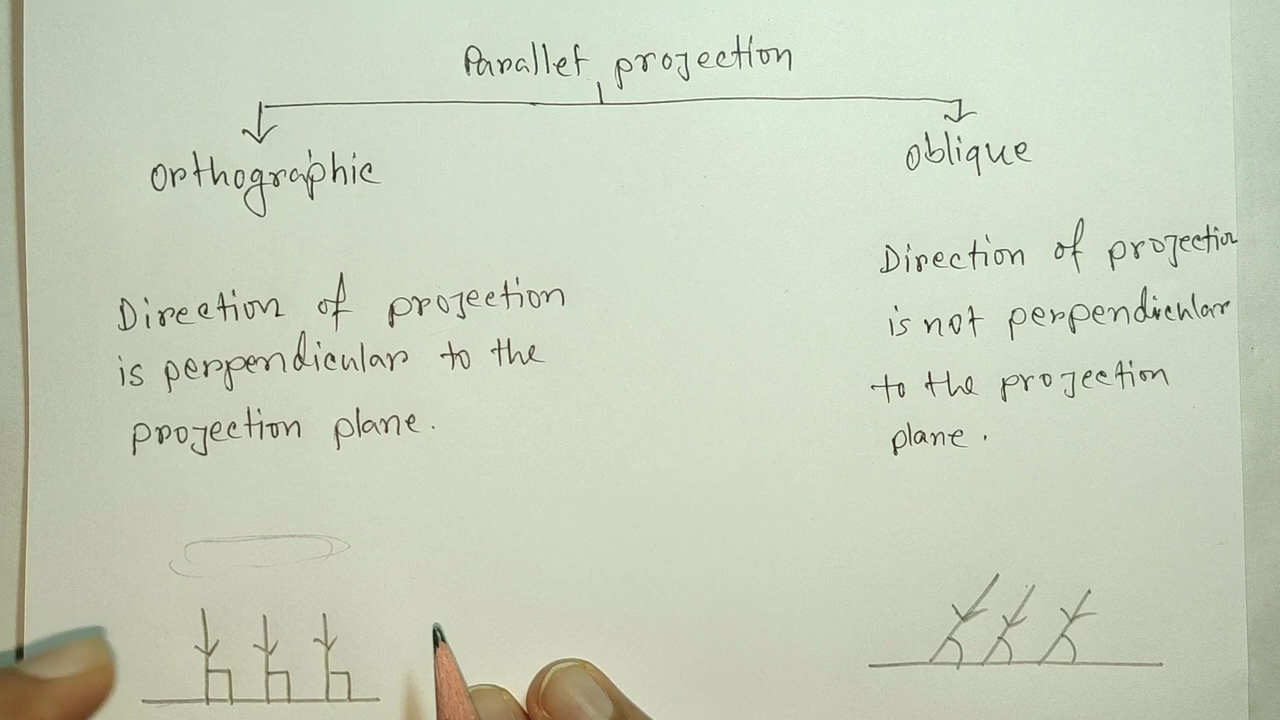 Parallel projection
Orthographic
Oblique
Direction of projection
is perpendicular to the
projection plane.
Direction of projection
is not perpendicular
to the projection
plane.